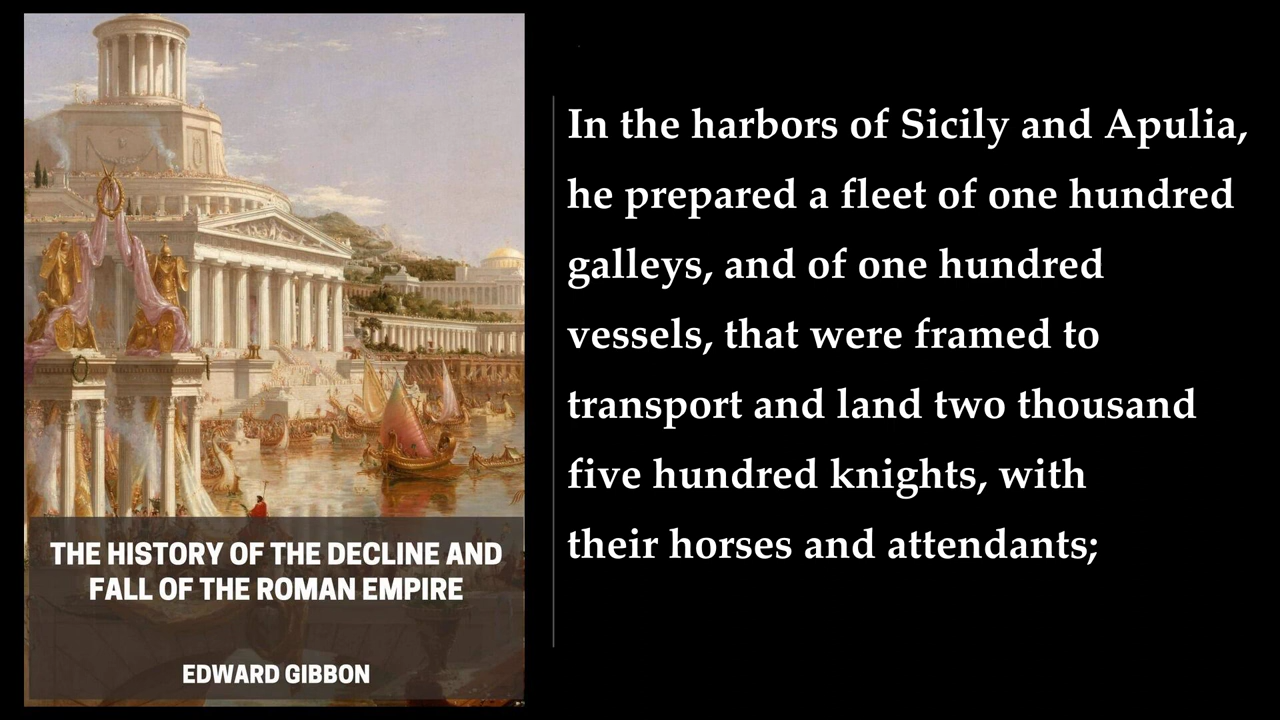 THE HISTORY OF THE DECLINE AND
FALL OF THE ROMAN EMPIRE
EDWARD GIBBON
In the harbors of Sicily and Apulia,
he prepared a fleet of one hundred
galleys, and of one hundred
vessels, that were framed to
transport and land two thousand
five hundred knights, with
their horses and attendants;